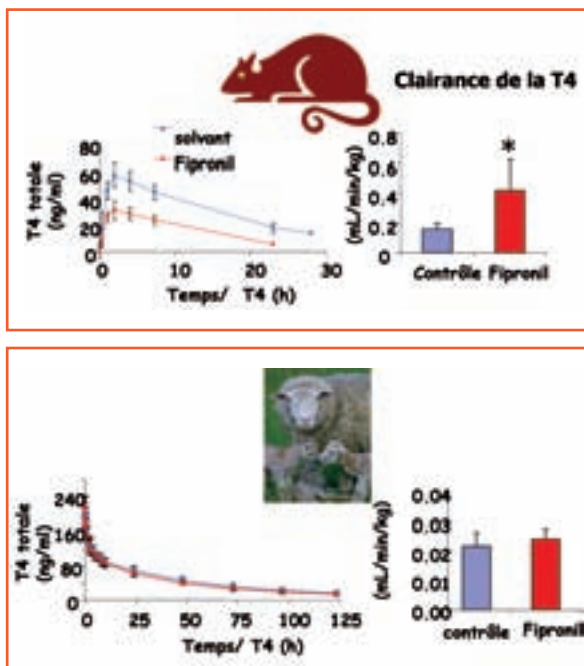 Clairance de la T4
solvant
Fipronil
T4 totale
(ng/ml)
80
60
40
20
0
0 10 20 30
Temps/ T4 (h)
(mL/min/kg)
0.8
0.6
0.4
0.2
0
*
Contrôle Fipronil
T4 totale
(ng/ml)
240
160
80
0
0 25 50 75 100 125
Temps/ T4 (h)
(mL/min/kg)
0.04
0.03
0.02
0.01
0.00
contrôle Fipronil